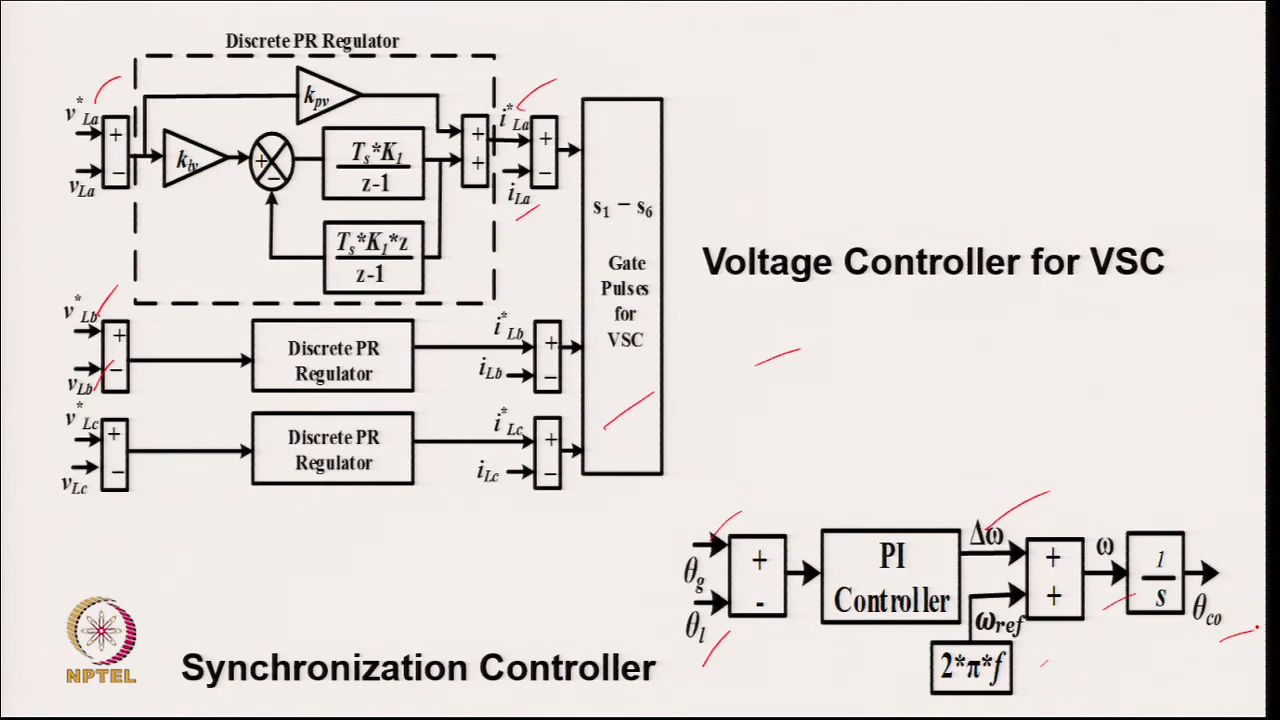 Discrete PR Regulator
v*La
+
−
vLa
kpv
kiv
+
−
Ts*K1
z-1
Ts*K1*z
z-1
+
+
i*La
iLa
+
−
s1 – s6
Gate
Pulses
for
VSC
Voltage Controller for VSC
v*Lb
+
−
vLb
Discrete PR
Regulator
i*Lb
iLb
+
−
v*Lc
+
−
vLc
Discrete PR
Regulator
i*Lc
iLc
+
−
θg
θl
+
-
PI
Controller
Δω
+
+
ωref
2*π*f
ω
1
s
θco
NPTEL
Synchronization Controller